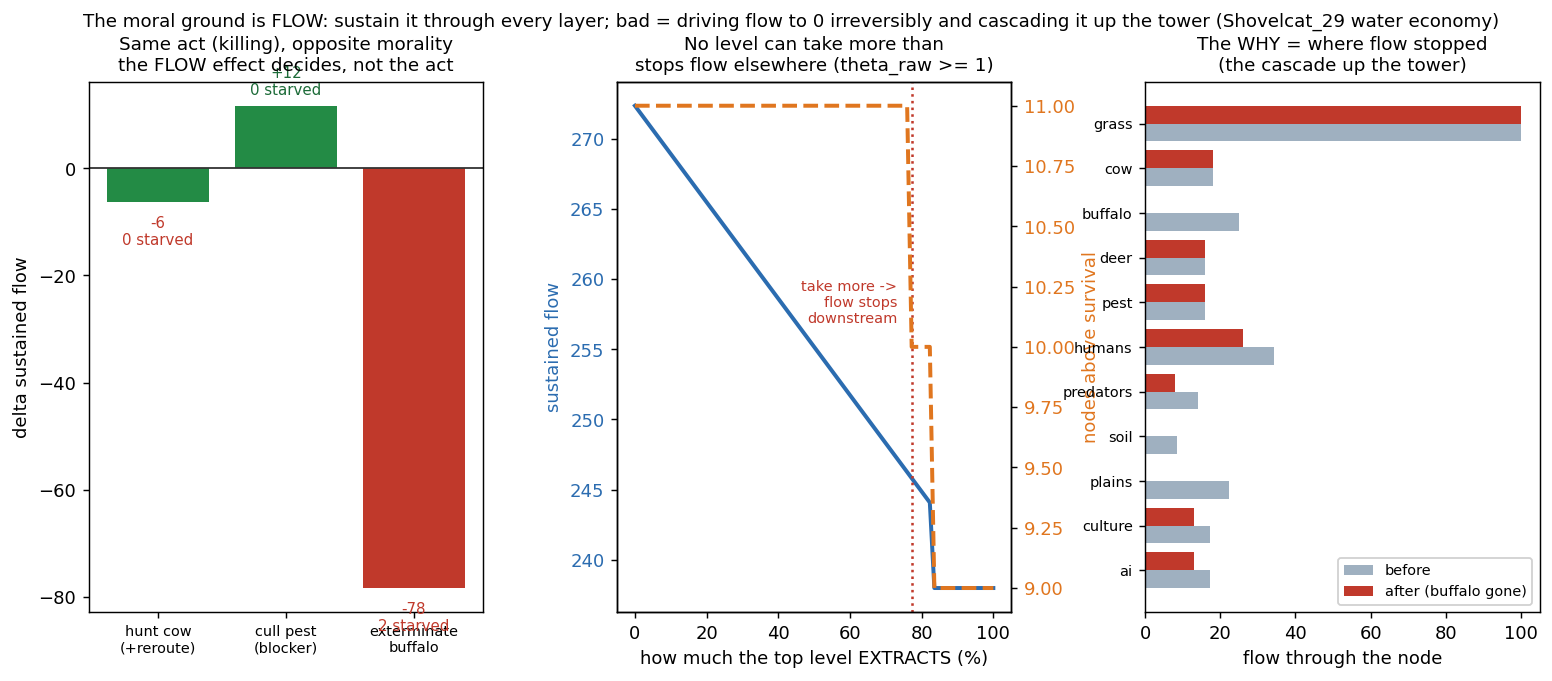 The moral ground is FLOW: sustain it through every layer; bad = driving flow to 0 irreversibly and cascading it up the tower (Shovelcat_29 water economy)
Same act (killing), opposite morality
the FLOW effect decides, not the act
+12
0 starved
-6
0 starved
-78
2 starved
0
−20
−40
−60
−80
delta sustained flow
hunt cow
(+reroute)
cull pest
(blocker)
exterminate
buffalo
No level can take more than
stops flow elsewhere (theta_raw >= 1)
270
265
260
255
250
245
240
sustained flow
take more ->
flow stops
downstream
11.00
10.75
10.50
10.25
10.00
9.75
9.50
9.25
9.00
nodes above survival
0
20
40
60
80
100
how much the top level EXTRACTS (%)
The WHY = where flow stopped
(the cascade up the tower)
grass
cow
buffalo
deer
pest
humans
predators
soil
plains
culture
ai
before
after (buffalo gone)
0
20
40
60
80
100
flow through the node